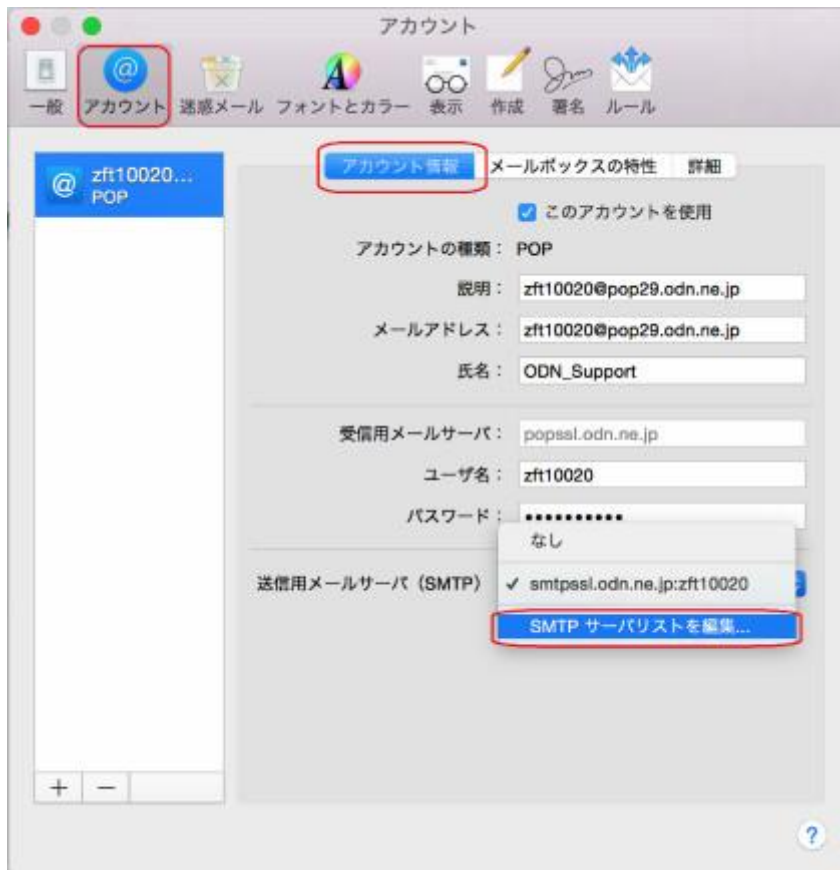 アカウント
一般 アカウント 迷惑メール フォントとカラー 表示 作成 署名 ルール
zft10020...
POP
アカウント情報 メールボックスの特性 詳細
このアカウントを使用
アカウントの種類: POP
説明: zft10020@pop29.odn.ne.jp
メールアドレス: zft10020@pop29.odn.ne.jp
氏名: ODN_Support
受信用メールサーバ: popssl.odn.ne.jp
ユーザ名: zft10020
パスワード: ••••••••••
なし
送信用メールサーバ (SMTP) ✓ smtpssl.odn.ne.jp:zft10020
SMTP サーバリストを編集...
+ −
?